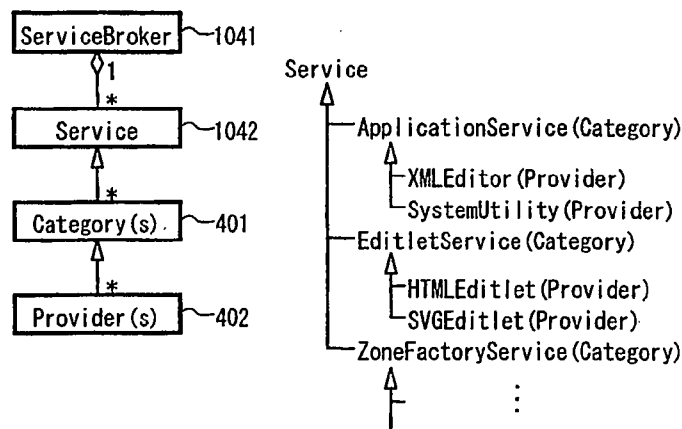 ServiceBroker 1041
1
*
Service 1042
*
Category(s) 401
*
Provider(s) 402
Service
ApplicationService(Category)
XMLEditor(Provider)
SystemUtility(Provider)
EditletService(Category)
HTMLEditlet(Provider)
SVGEditlet(Provider)
ZoneFactoryService(Category)